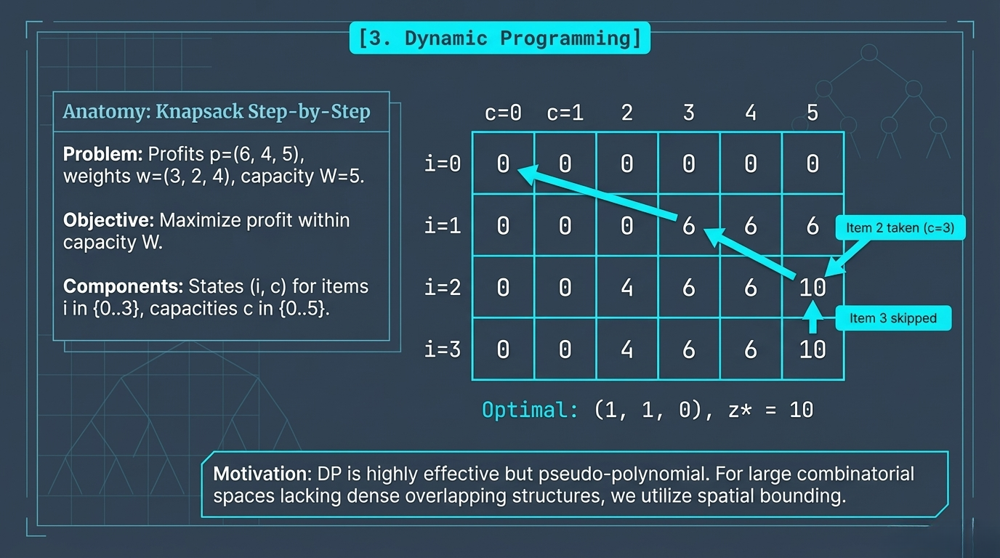 [3. Dynamic Programming]
Anatomy: Knapsack Step-by-Step
Problem: Profits p=(6, 4, 5),
weights w=(3, 2, 4), capacity W=5.
Objective: Maximize profit within
capacity W.
Components: States (i, c) for items
i in {0..3}, capacities c in {0..5}.
c=0 c=1 2 3 4 5
i=0 0 0 0 0 0 0
i=1 0 0 0 6 6 6
Item 2 taken (c=3)
i=2 0 0 4 6 6 10
Item 3 skipped
i=3 0 0 4 6 6 10
Optimal: (1, 1, 0), z* = 10
Motivation: DP is highly effective but pseudo-polynomial. For large combinatorial
spaces lacking dense overlapping structures, we utilize spatial bounding.